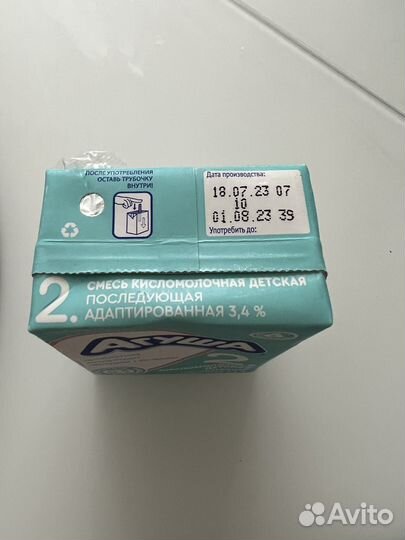 ПОСЛЕ УПОТРЕБЛЕНИЯ
ОСТАВЬ ТРУБОЧКУ
ВНУТРИ!
Дата производства:
18.07.23 07
10
01.08.23 39
Употребить до:
2. СМЕСЬ КИСЛОМОЛОЧНАЯ ДЕТСКАЯ
ПОСЛЕДУЮЩАЯ
АДАПТИРОВАННАЯ 3,4 %
АГУША
2
Avito